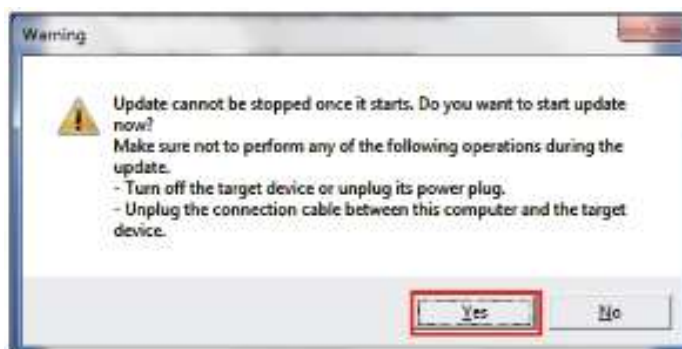 Warning
Update cannot be stopped once it starts. Do you want to start update
now?
Make sure not to perform any of the following operations during the
update.
- Turn off the target device or unplug its power plug.
- Unplug the connection cable between this computer and the target
device.
Yes
No